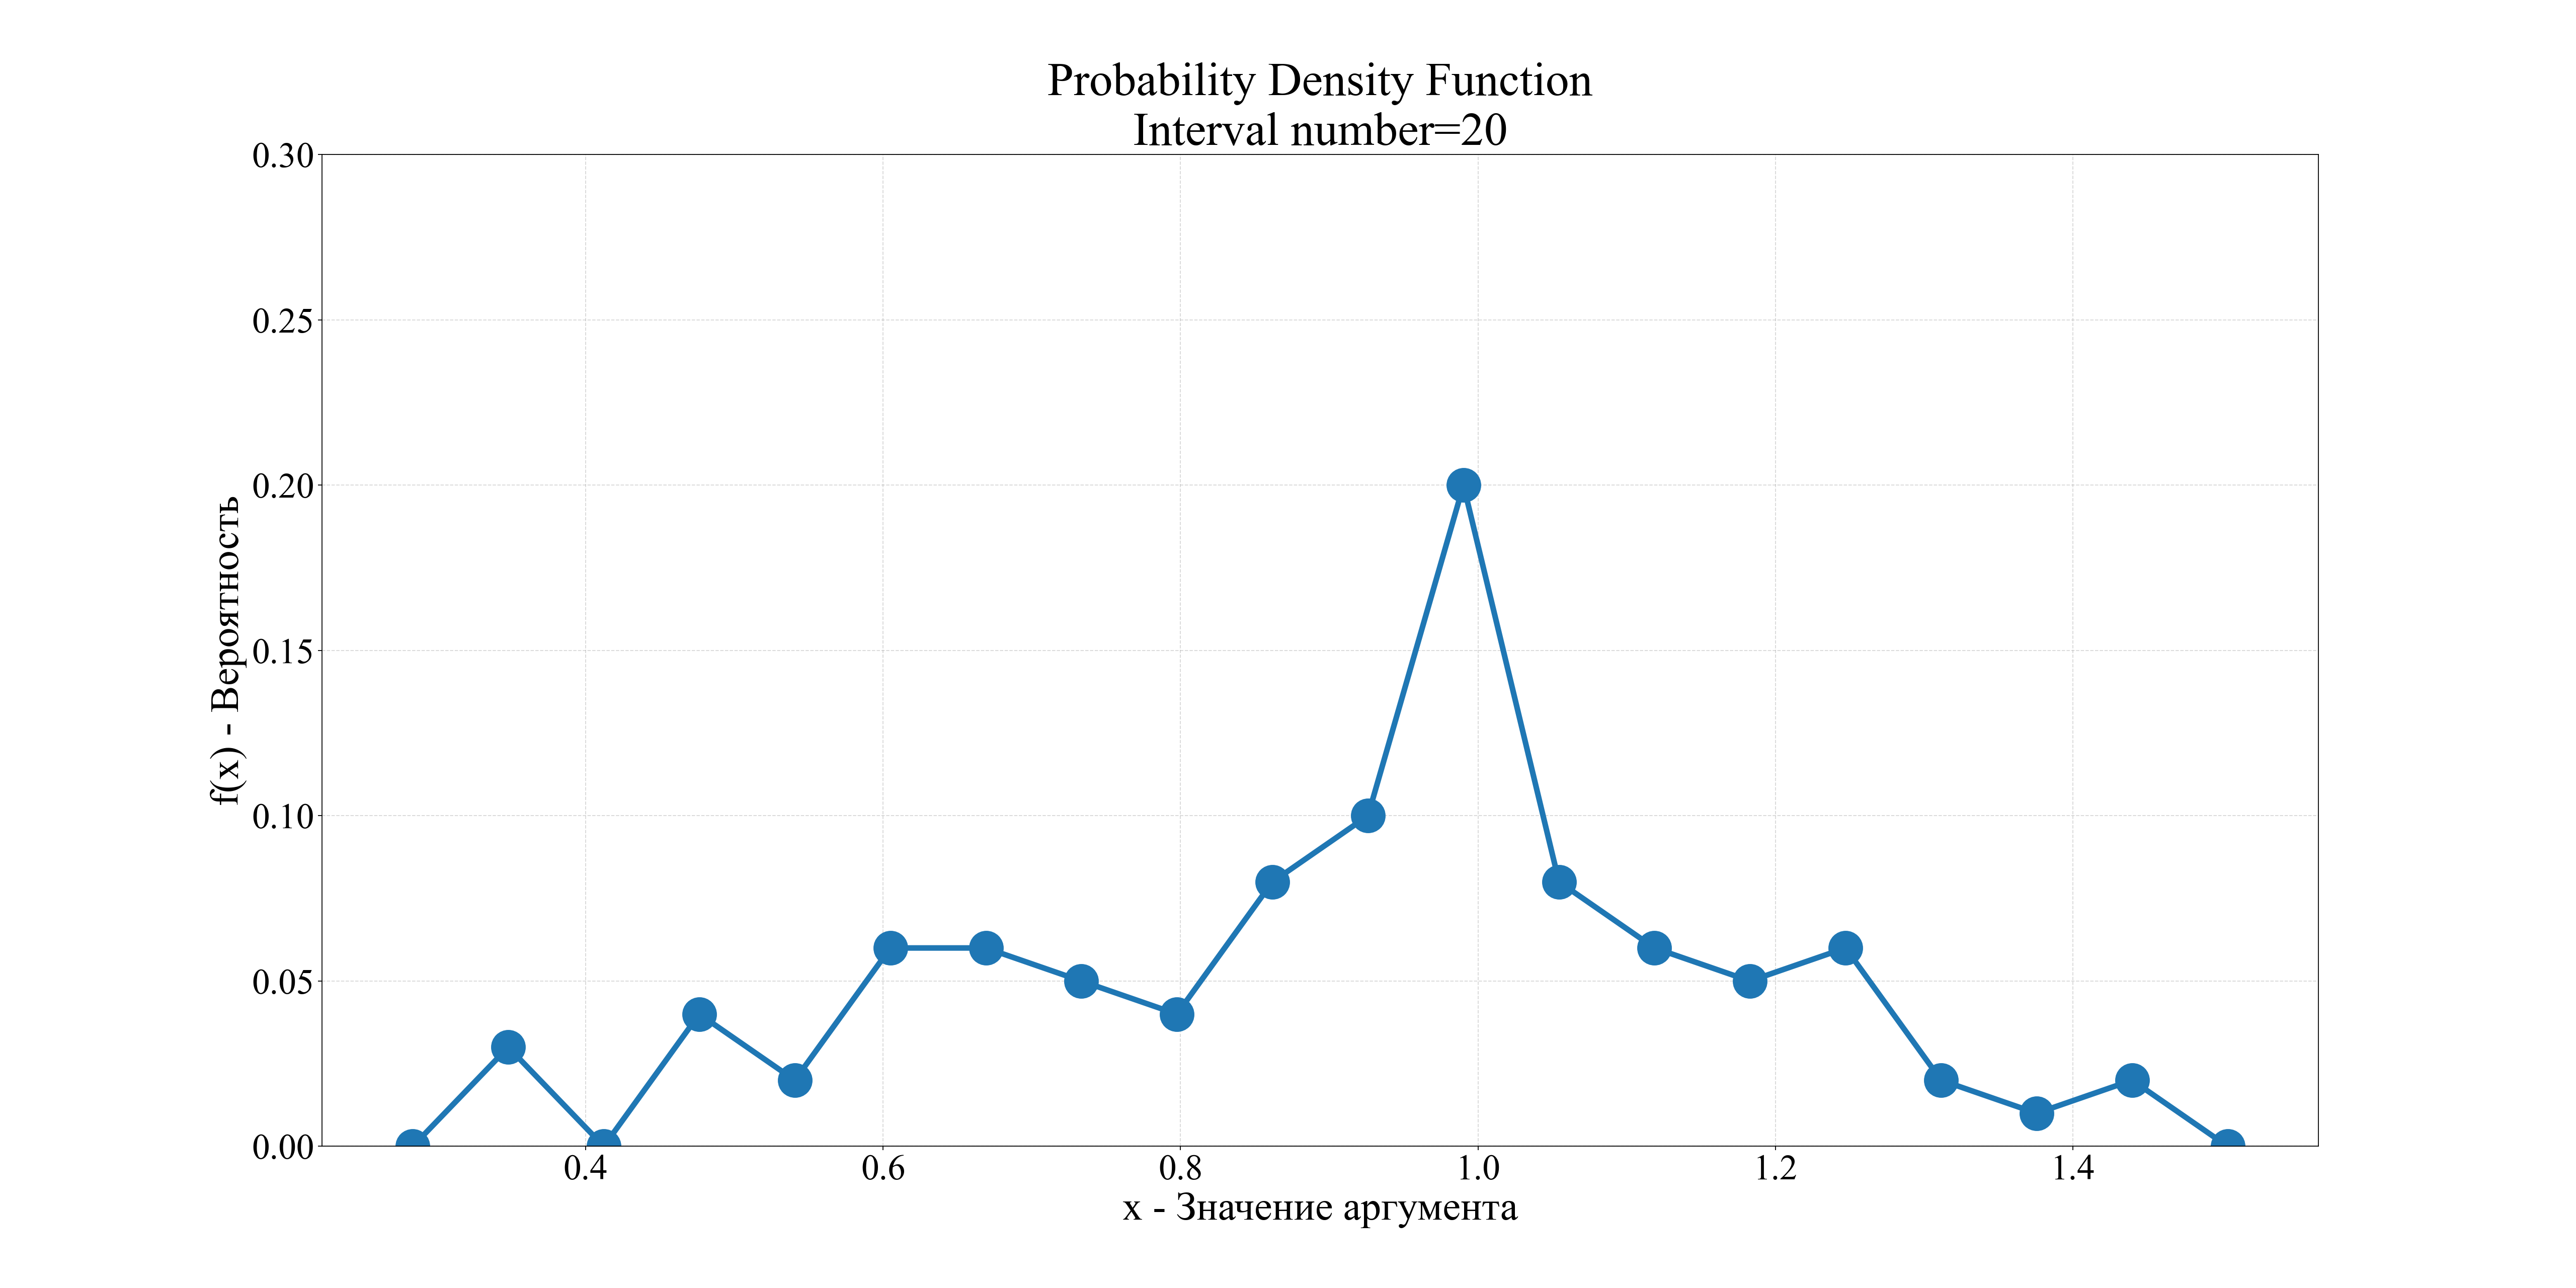 Probability Density Function
Interval number=20
0.30
0.25
0.20
0.15
0.10
0.05
0.00
f(x) - Вероятность
0.4 0.6 0.8 1.0 1.2 1.4
x - Значение аргумента